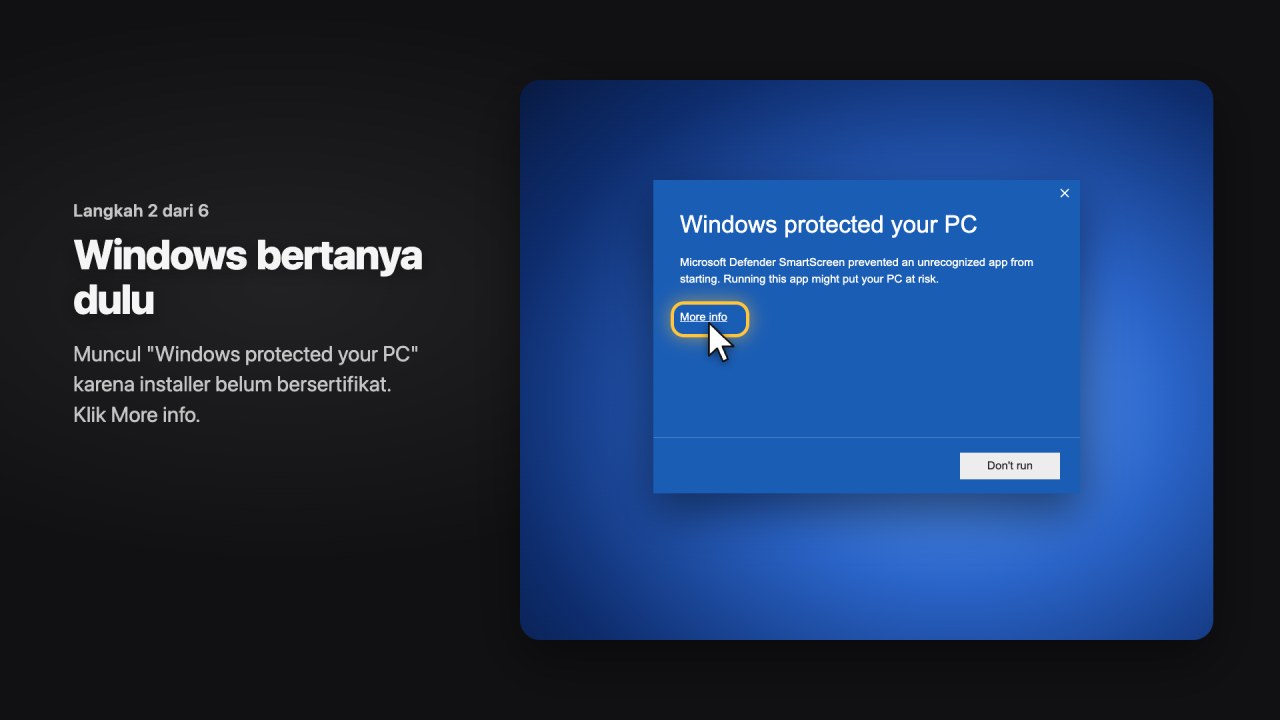 Langkah 2 dari 6
Windows bertanya
dulu
Muncul "Windows protected your PC"
karena installer belum bersertifikat.
Klik More info.
Windows protected your PC
Microsoft Defender SmartScreen prevented an unrecognized app from
starting. Running this app might put your PC at risk.
More info
Don't run